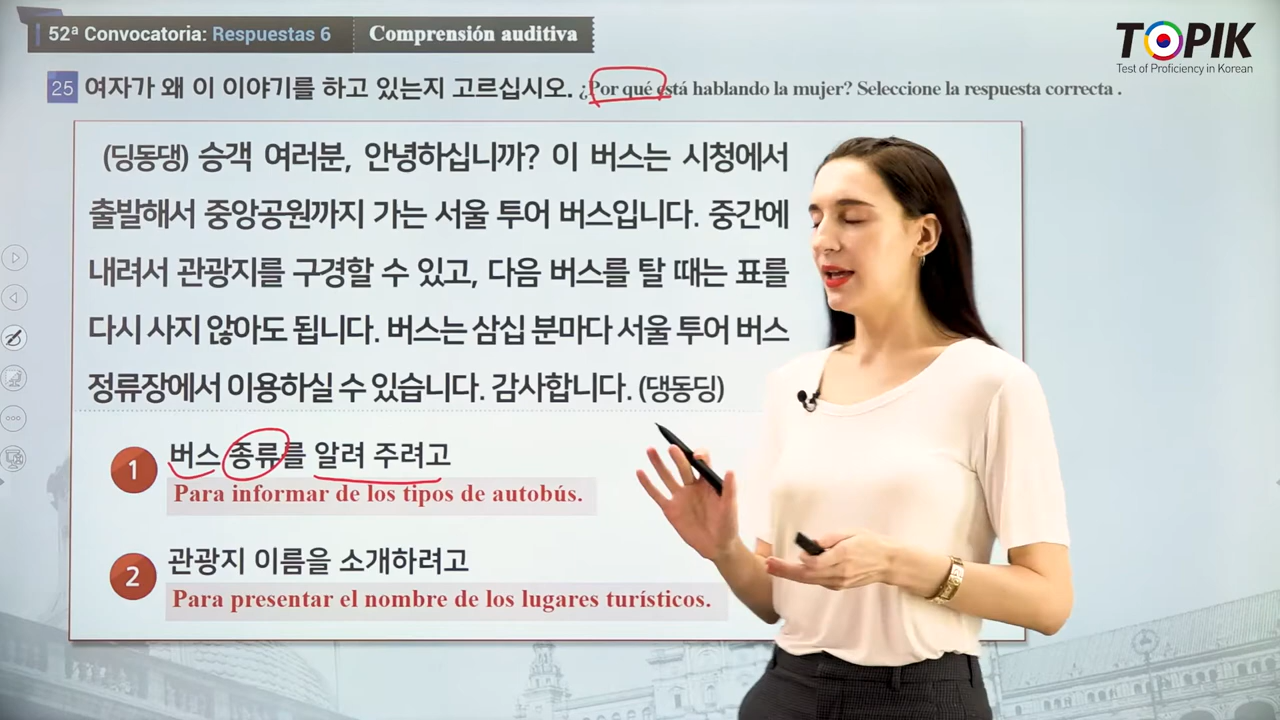 52ª Convocatoria: Respuestas 6
Comprensión auditiva
TOPIK
Test of Proficiency in Korean
25 여자가 왜 이 이야기를 하고 있는지 고르십시오. ¿Por qué está hablando la mujer? Seleccione la respuesta correcta .
(딩동댕) 승객 여러분, 안녕하십니까? 이 버스는 시청에서
출발해서 중앙공원까지 가는 서울 투어 버스입니다. 중간에
내려서 관광지를 구경할 수 있고, 다음 버스를 탈 때는 표를
다시 사지 않아도 됩니다. 버스는 삼십 분마다 서울 투어 버스
정류장에서 이용하실 수 있습니다. 감사합니다. (댕동딩)
1 버스 종류를 알려 주려고
Para informar de los tipos de autobús.
2 관광지 이름을 소개하려고
Para presentar el nombre de los lugares turísticos.